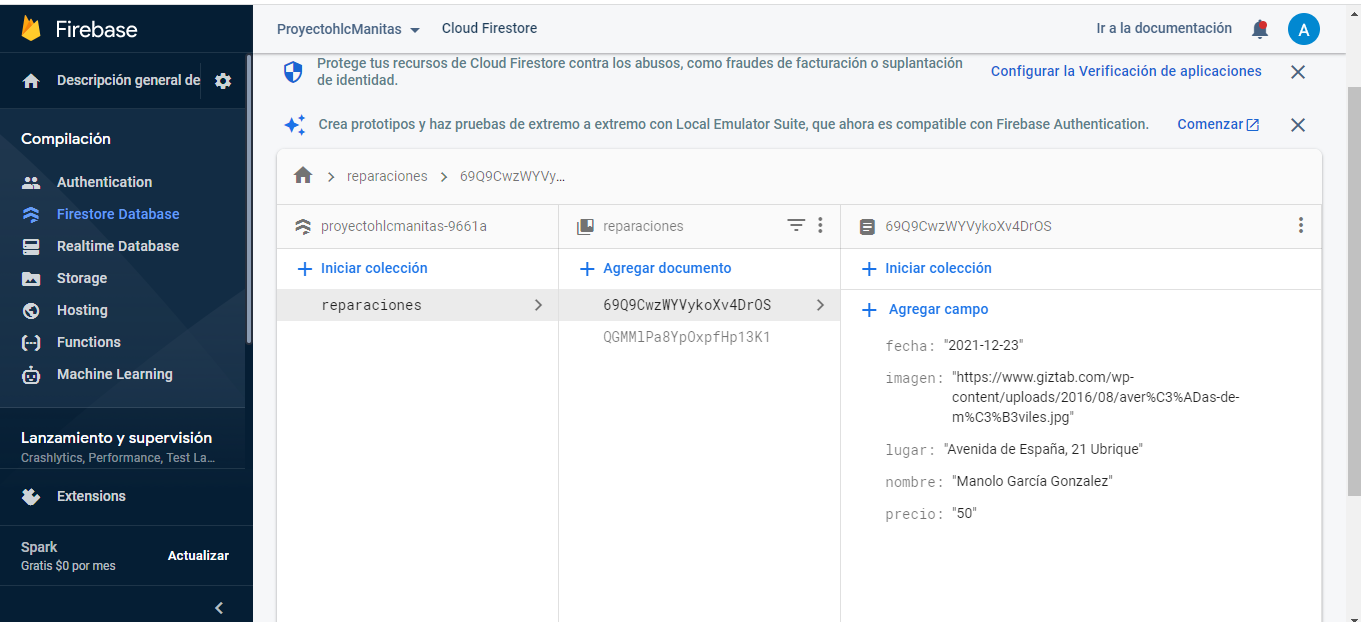 Firebase
Descripción general de
Compilación
Authentication
Firestore Database
Realtime Database
Storage
Hosting
Functions
Machine Learning
Lanzamiento y supervisión
Crashlytics, Performance, Test La...
Extensions
Spark
Gratis $0 por mes
Actualizar
ProyectohlcManitas
Cloud Firestore
Ir a la documentación
A
Protege tus recursos de Cloud Firestore contra los abusos, como fraudes de facturación o suplantación
de identidad.
Configurar la Verificación de aplicaciones
Crea prototipos y haz pruebas de extremo a extremo con Local Emulator Suite, que ahora es compatible con Firebase Authentication.
Comenzar
reparaciones
69Q9CwzWYVy...
proyectohlcmanitas-9661a
Iniciar colección
reparaciones
reparaciones
Agregar documento
69Q9CwzWYVykoXv4DrOS
QGMMlPa8YpOxpfHp13K1
69Q9CwzWYVykoXv4DrOS
Iniciar colección
Agregar campo
fecha: "2021-12-23"
imagen: "https://www.giztab.com/wp-
content/uploads/2016/08/aver%C3%ADas-de-
m%C3%B3viles.jpg"
lugar: "Avenida de España, 21 Ubrique"
nombre: "Manolo García Gonzalez"
precio: "50"